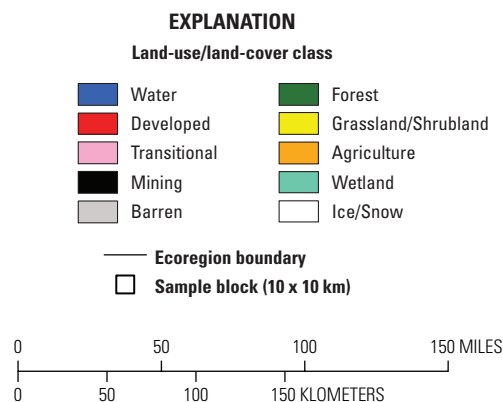 EXPLANATION
Land-use/land-cover class
Water
Forest
Developed
Grassland/Shrubland
Transitional
Agriculture
Mining
Wetland
Barren
Ice/Snow
Ecoregion boundary
Sample block (10 x 10 km)
0 50 100 150 MILES
0 50 100 150 KLOMETERS